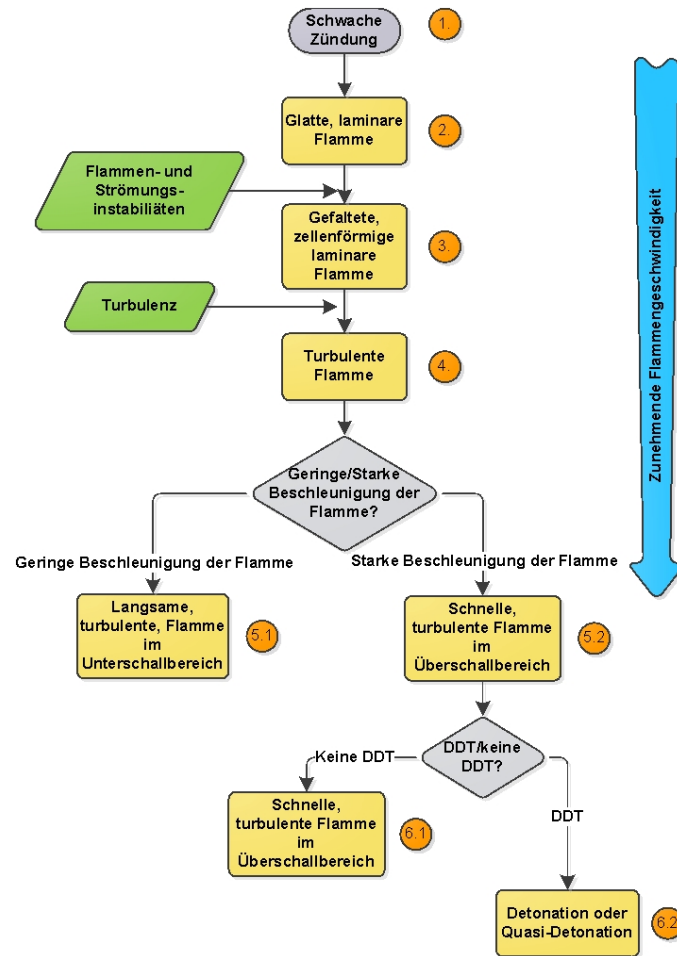 Schwache
Zündung
1.
Glatte, laminare
Flamme
2.
Flammen- und
Strömungs-
instabiliäten
Gefaltete,
zellenförmige
laminare
Flamme
3.
Turbulenz
Turbulente
Flamme
4.
Zunehmende Flammengeschwindigkeit
Geringe/Starke
Beschleunigung der
Flamme?
Geringe Beschleunigung der Flamme
Starke Beschleunigung der Flamme
Langsame,
turbulente, Flamme
im
Unterschallbereich
5.1
Schnelle,
turbulente Flamme
im
Überschallbereich
5.2
DDT/keine
DDT?
Keine DDT
DDT
Schnelle,
turbulente Flamme
im
Überschallbereich
6.1
Detonation oder
Quasi-Detonation
6.2